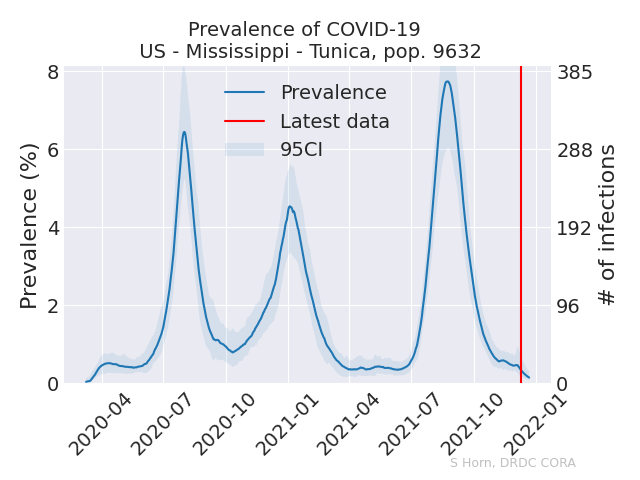 Prevalence of COVID-19
US - Mississippi - Tunica, pop. 9632
Prevalence
Latest data
95CI
Prevalence (%)
8
6
4
2
0
# of infections
385
288
192
96
0
2020-04
2020-07
2020-10
2021-01
2021-04
2021-07
2021-10
2022-01
S Horn, DRDC CORA